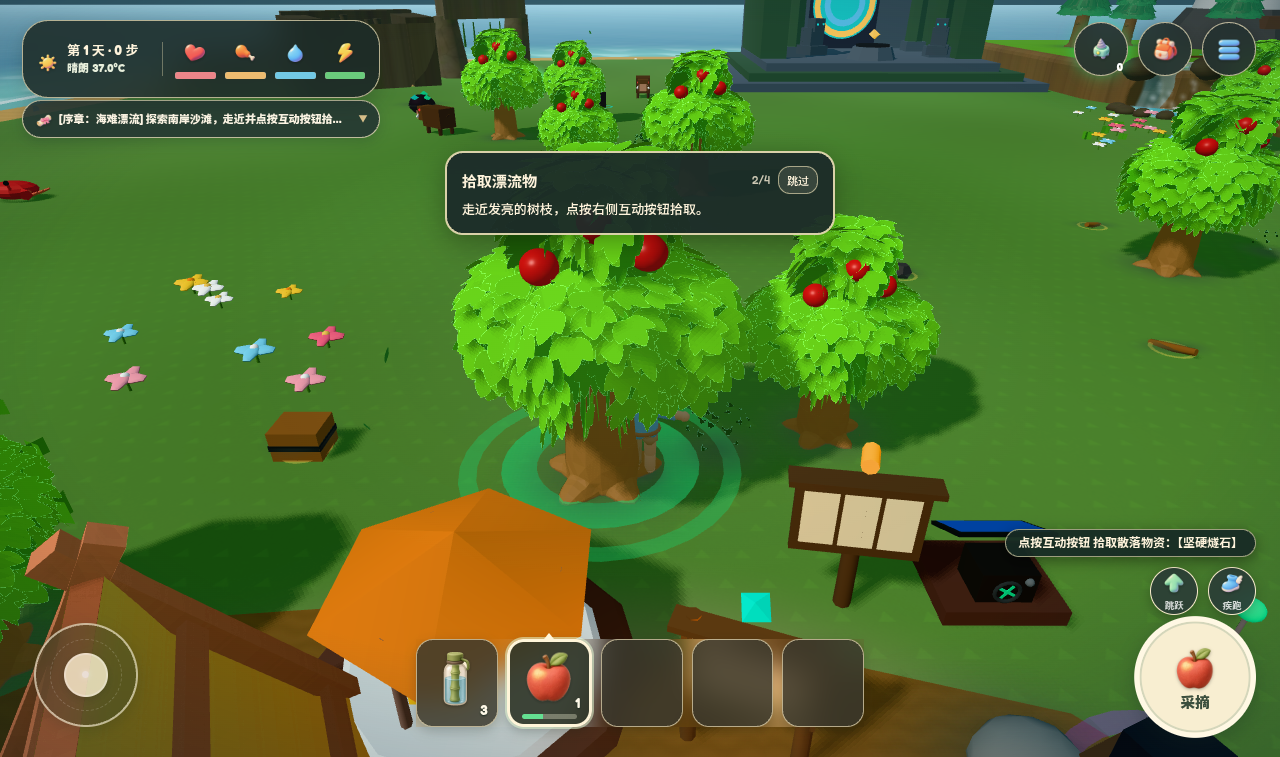 第 1 天 · 0 步
晴朗 37.0°C
[序章：海难漂流] 探索南岸沙滩，走近并点按互动按钮拾...
0
拾取漂流物
2/4
跳过
走近发亮的树枝，点按右侧互动按钮拾取。
点按互动按钮 拾取散落物资：【坚硬燧石】
跳跃
疾跑
采摘
3
1